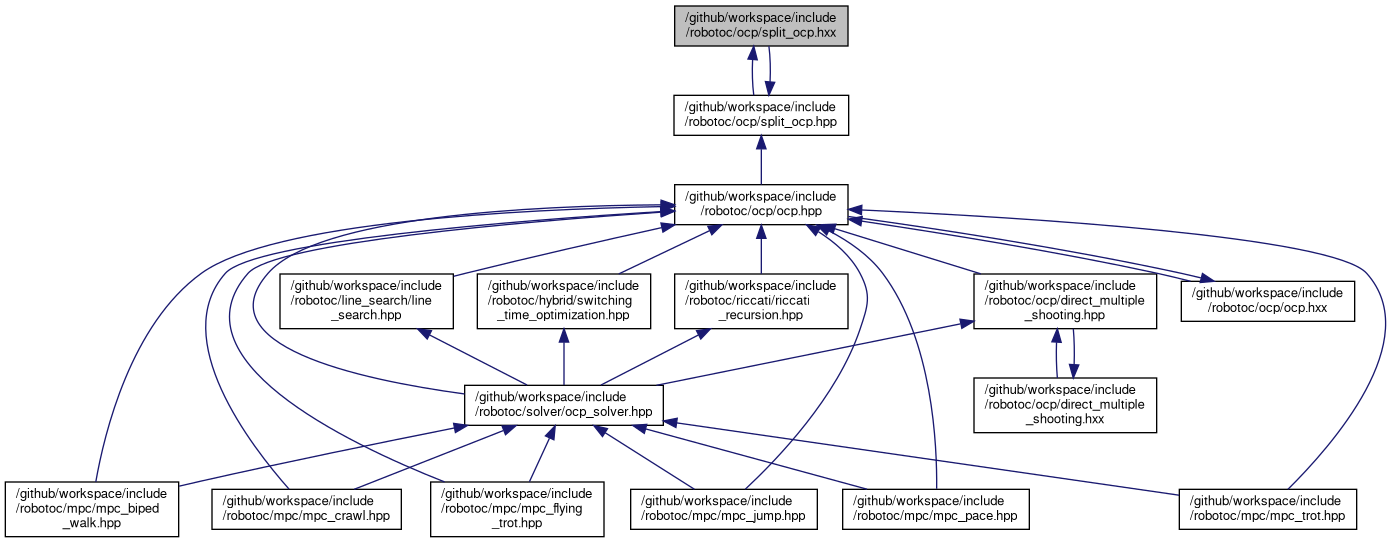 /github/workspace/include
/robotoc/ocp/split_ocp.hxx
/github/workspace/include
/robotoc/ocp/split_ocp.hpp
/github/workspace/include
/robotoc/ocp/ocp.hpp
/github/workspace/include
/robotoc/line_search/line
_search.hpp
/github/workspace/include
/robotoc/hybrid/switching
_time_optimization.hpp
/github/workspace/include
/robotoc/riccati/riccati
_recursion.hpp
/github/workspace/include
/robotoc/ocp/direct_multiple
_shooting.hpp
/github/workspace/include
/robotoc/ocp/ocp.hxx
/github/workspace/include
/robotoc/solver/ocp_solver.hpp
/github/workspace/include
/robotoc/ocp/direct_multiple
_shooting.hxx
/github/workspace/include
/robotoc/mpc/mpc_biped
_walk.hpp
/github/workspace/include
/robotoc/mpc/mpc_crawl.hpp
/github/workspace/include
/robotoc/mpc/mpc_flying
_trot.hpp
/github/workspace/include
/robotoc/mpc/mpc_jump.hpp
/github/workspace/include
/robotoc/mpc/mpc_pace.hpp
/github/workspace/include
/robotoc/mpc/mpc_trot.hpp